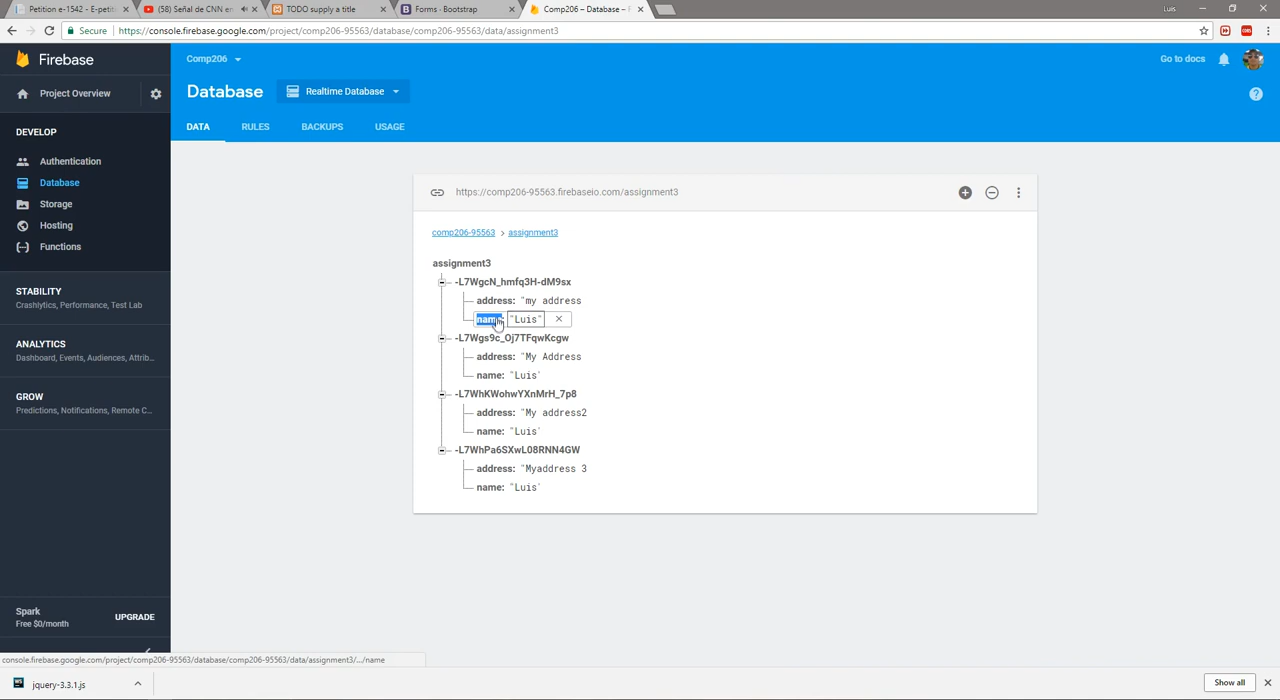 Petition e-1542 - E-petit
(58) Señal de CNN en
TODO supply a title
Forms · Bootstrap
Comp206 – Database – F
Luis
Secure
https://console.firebase.google.com/project/comp206-95563/database/comp206-95563/data/assignment3
Firebase
Comp206
Go to docs
Project Overview
Database
Realtime Database
DEVELOP
DATA
RULES
BACKUPS
USAGE
Authentication
Database
Storage
Hosting
Functions
https://comp206-95563.firebaseio.com/assignment3
comp206-95563 > assignment3
assignment3
-L7WgcN_hmfq3H-dM9sx
address: "my address
name: "Luis"
-L7Wgs9c_Oj7TFqwKcgw
address: "My Address
name: "Luis'
-L7WhKWohwYXnMrH_7p8
address: "My address2
name: "Luis'
-L7WhPa6SXwL08RNN4GW
address: "Myaddress 3
name: "Luis'
STABILITY
Crashlytics, Performance, Test Lab
ANALYTICS
Dashboard, Events, Audiences, Attrib...
GROW
Predictions, Notifications, Remote C...
Spark
Free $0/month
UPGRADE
console.firebase.google.com/project/comp206-95563/database/comp206-95563/data/assignment3/.../name
jquery-3.3.1.js
Show all